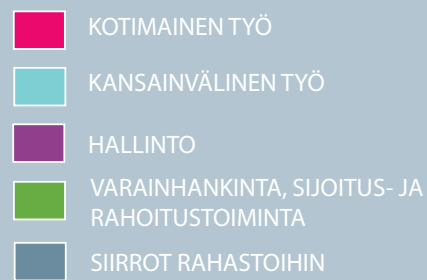 KOTIMAINEN TYÖ
KANSAINVÄLINEN TYÖ
HALLINTO
VARAINHANKINTA, SIJOITUS- JA
RAHOITUSTOIMINTA
SIIRROT RAHASTOIHIN